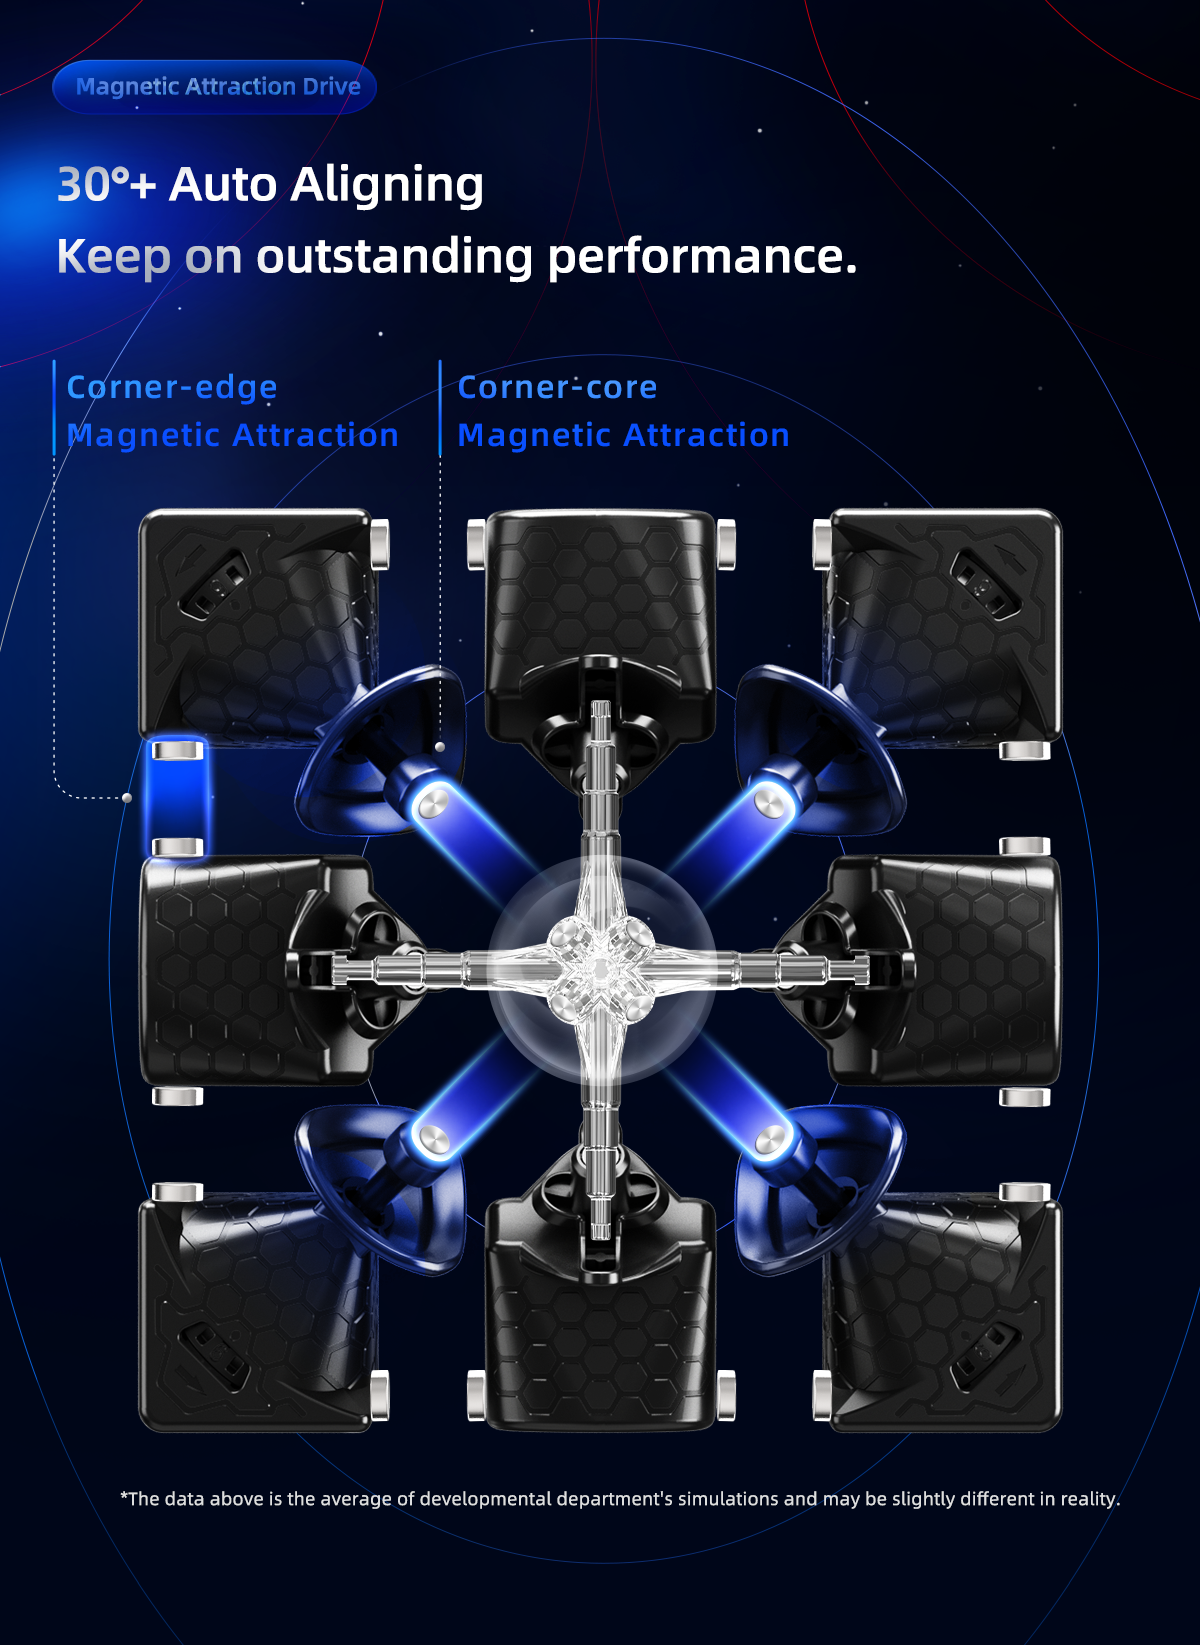 Magnetic Attraction Drive
30°+ Auto Aligning
Keep on outstanding performance.
Corner-edge
Magnetic Attraction
Corner-core
Magnetic Attraction
*The data above is the average of developmental department's simulations and may be slightly different in reality.